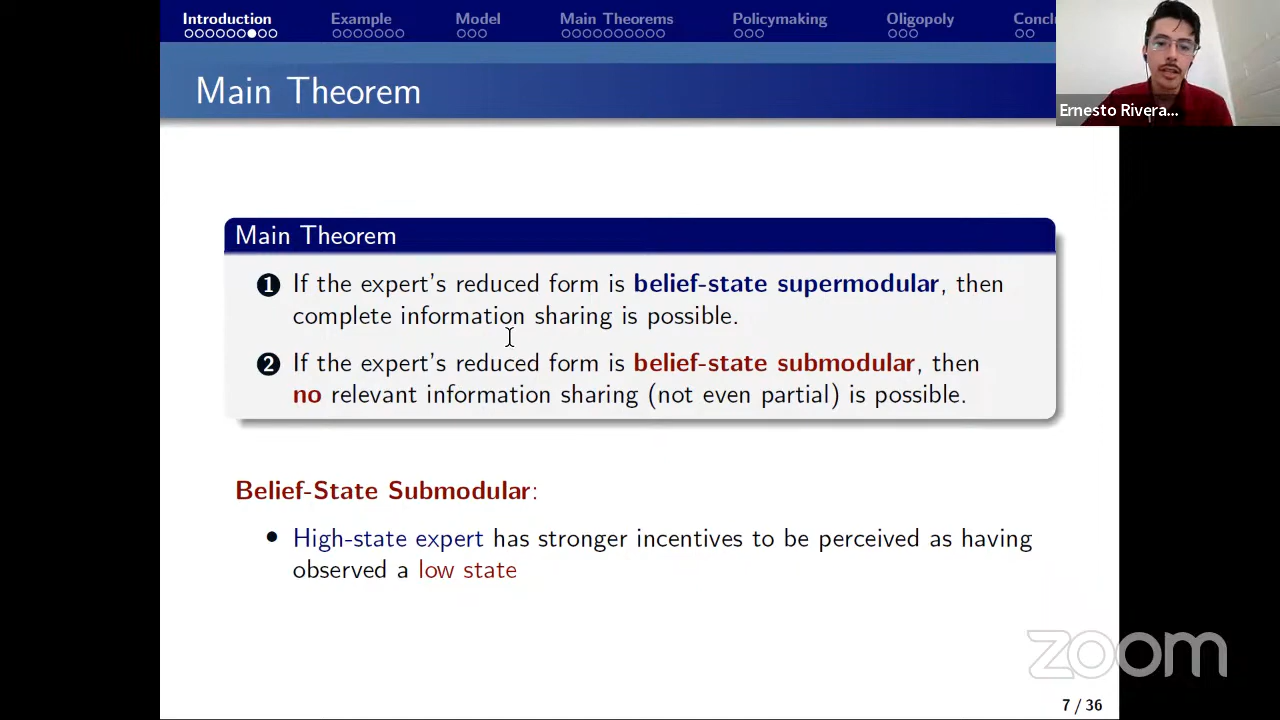 Introduction Example Model Main Theorems Policymaking Oligopoly Concl
Main Theorem
Ernesto Rivera...
Main Theorem
1 If the expert's reduced form is belief-state supermodular, then
complete information sharing is possible.
2 If the expert's reduced form is belief-state submodular, then
no relevant information sharing (not even partial) is possible.
Belief-State Submodular:
• High-state expert has stronger incentives to be perceived as having
observed a low state
zoom
7 / 36